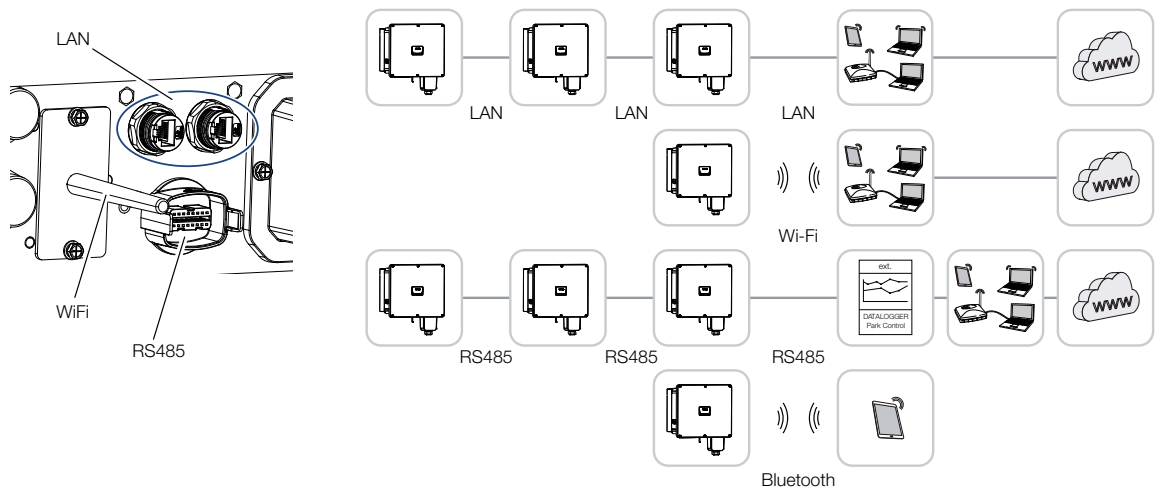 LAN
WiFi
RS485
LAN
LAN
LAN
WWW
Wi-Fi
WWW
ext.
DATALOGGER
Park Control
WWW
RS485
RS485
RS485
Bluetooth